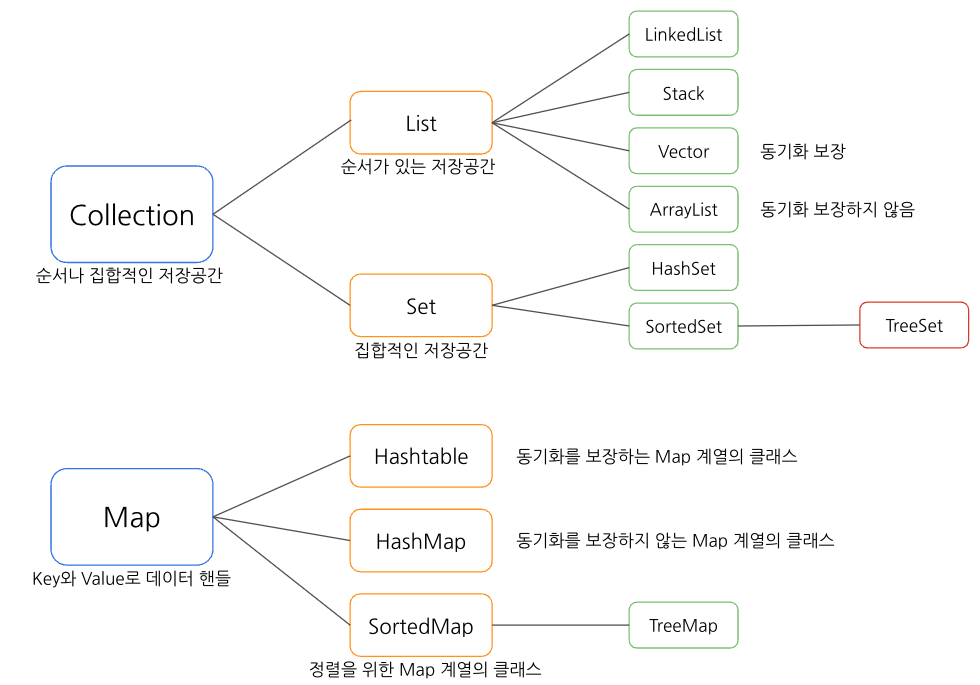 LinkedList
Stack
List
Vector
동기화 보장
순서가 있는 저장공간
Collection
ArrayList
동기화 보장하지 않음
순서나 집합적인 저장공간
HashSet
Set
SortedSet
TreeSet
집합적인 저장공간
Hashtable
동기화를 보장하는 Map 계열의 클래스
Map
HashMap
동기화를 보장하지 않는 Map 계열의 클래스
Key와 Value로 데이터 핸들
SortedMap
TreeMap
정렬을 위한 Map 계열의 클래스